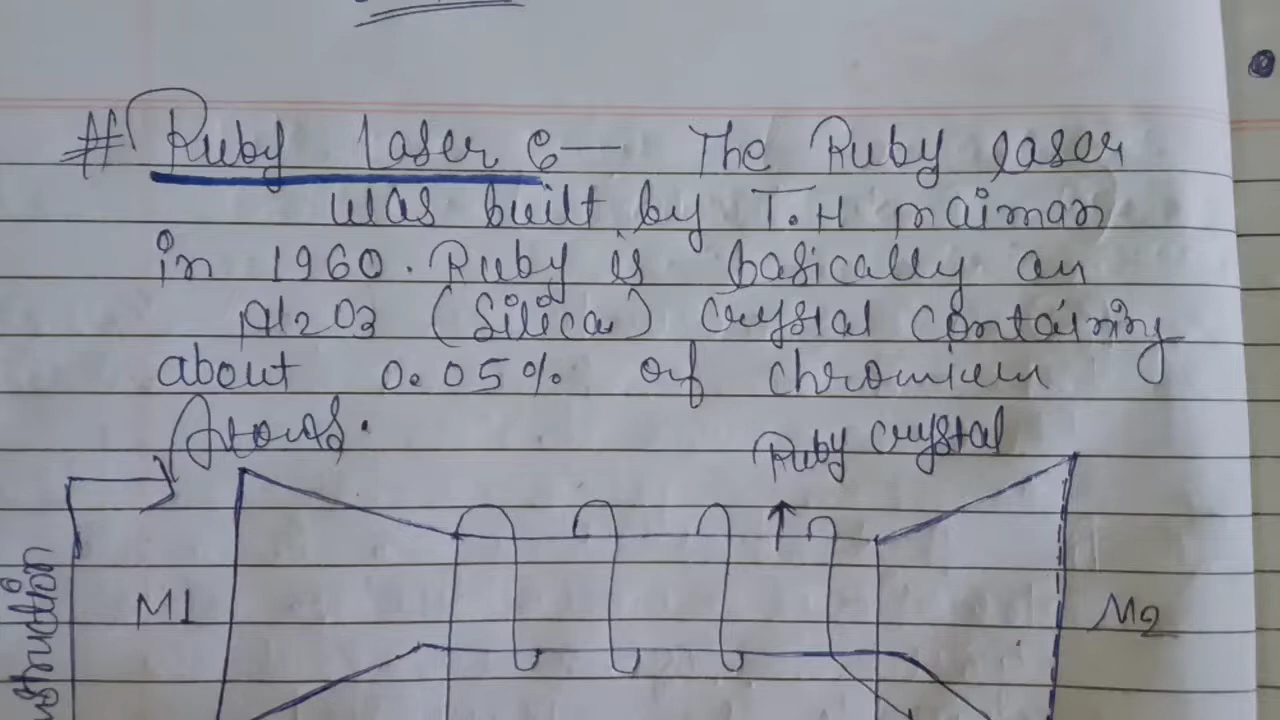 # Ruby laser :— The Ruby laser
was built by T.H maiman
in 1960. Ruby is basically an
Al2O3 (Silica) crystal containing
about 0.05% of chromium
Atoms.
Ruby crystal
M1
M2
nstruction